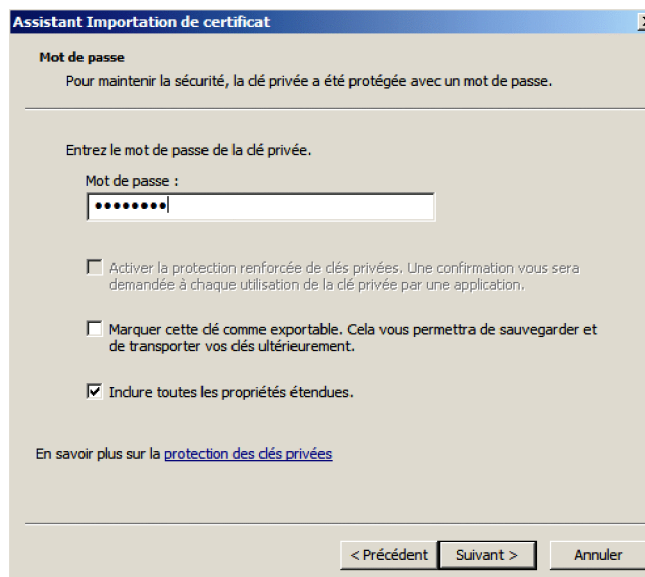 Assistant Importation de certificat
Mot de passe
Pour maintenir la sécurité, la clé privée a été protégée avec un mot de passe.
Entrez le mot de passe de la clé privée.
Mot de passe :
••••••••
Activer la protection renforcée de clés privées. Une confirmation vous sera
demandée à chaque utilisation de la clé privée par une application.
Marquer cette clé comme exportable. Cela vous permettra de sauvegarder et
de transporter vos clés ultérieurement.
Inclure toutes les propriétés étendues.
En savoir plus sur la protection des clés privées
< Précédent Suivant > Annuler